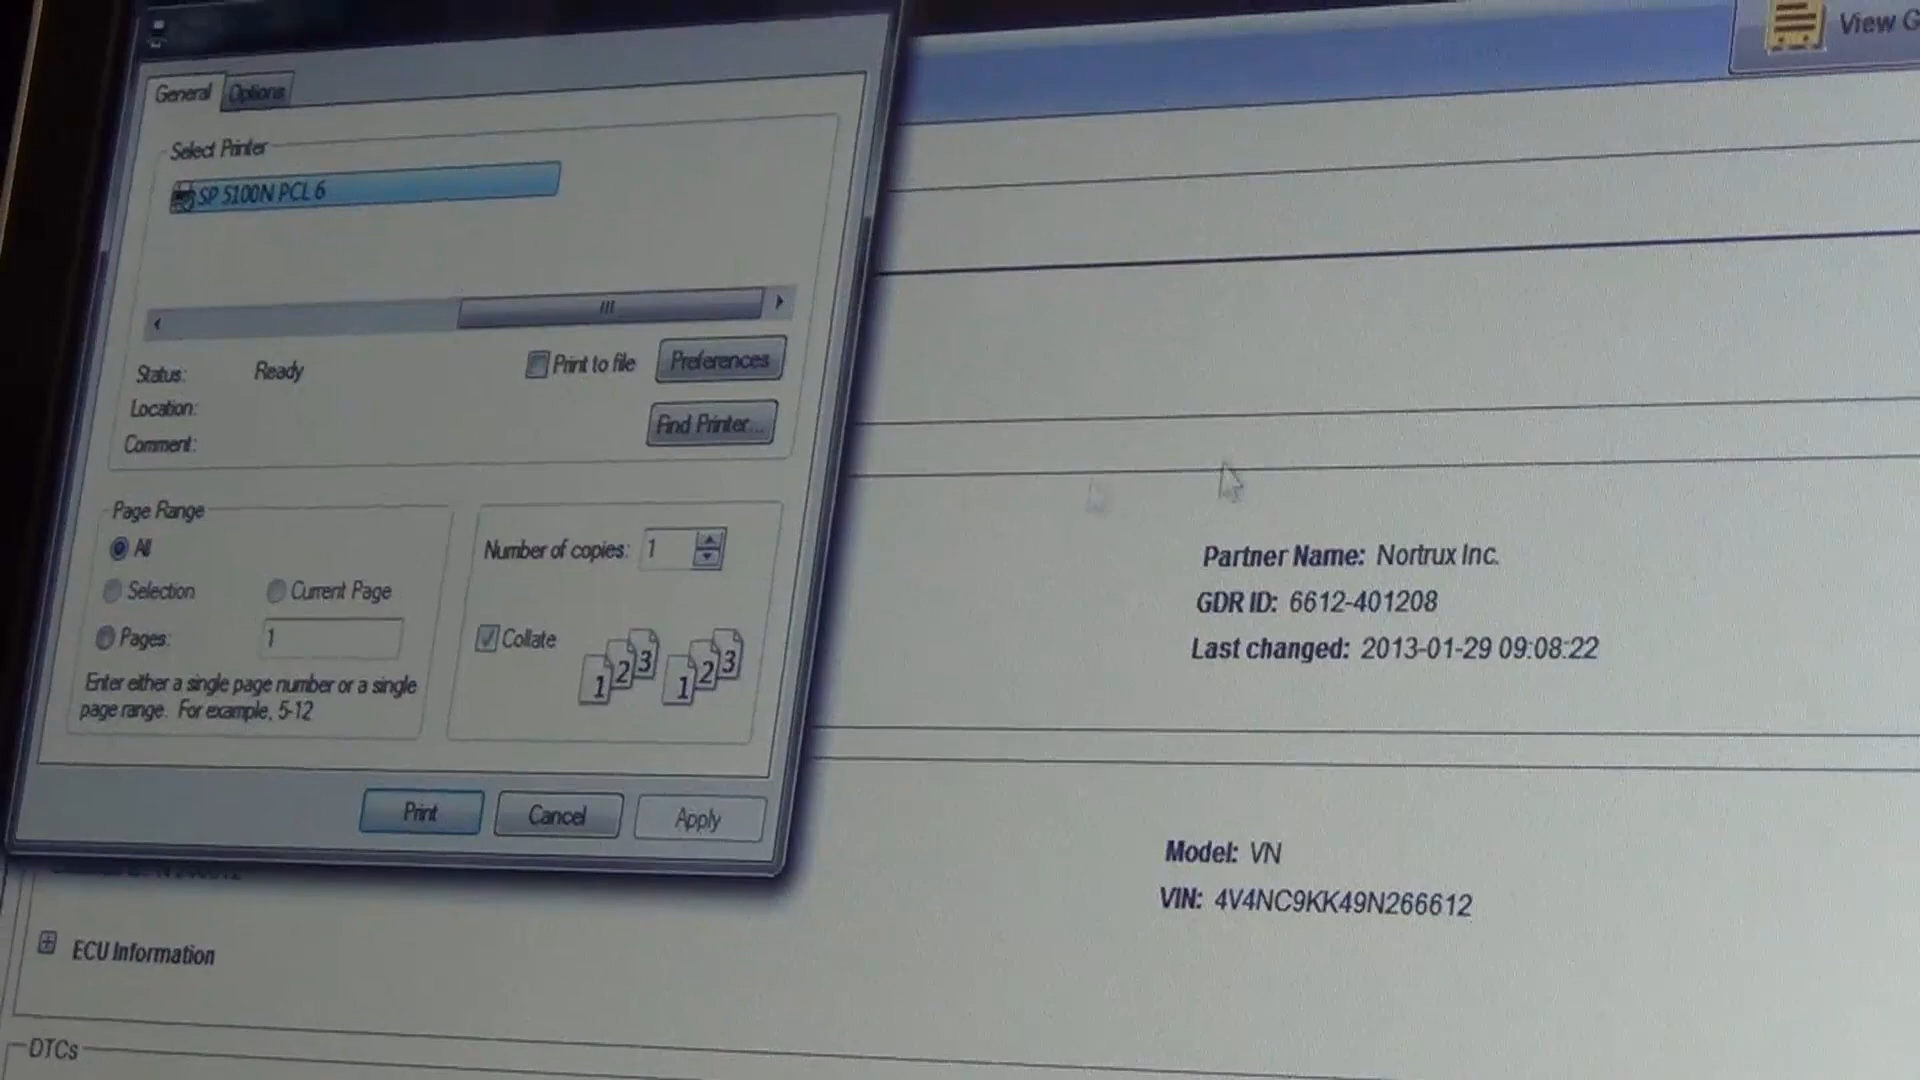 View G
General
Options
Select Printer
SP 5100N PCL 6
Status: Ready
Print to file
Preferences
Location:
Find Printer...
Comment:
Page Range
All
Selection
Current Page
Pages: 1
Enter either a single page number or a single
page range. For example, 5-12
Number of copies: 1
Collate
1 2 3 1 2 3
Print
Cancel
Apply
Partner Name: Nortrux Inc.
GDR ID: 6612-401208
Last changed: 2013-01-29 09:08:22
Model: VN
VIN: 4V4NC9KK49N266612
ECU Information
DTCs